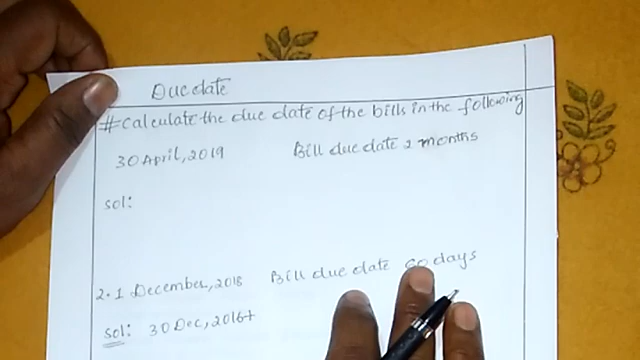 Due date
#Calculate the due date of the bills in the following
30 April, 2019 Bill due date 2 months
sol:
2. 1 December, 2018 Bill due date 60 days
sol: 30 Dec, 2016+